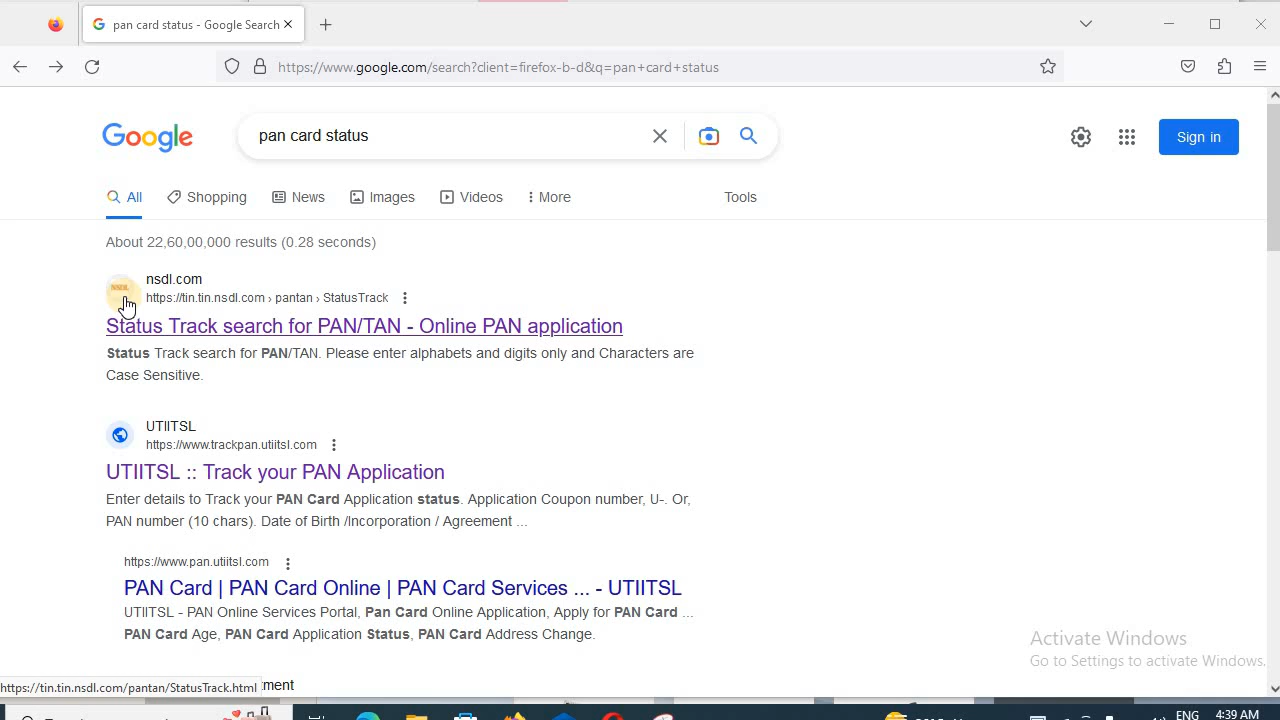 pan card status - Google Search
https://www.google.com/search?client=firefox-b-d&q=pan+card+status
Google
pan card status
Sign in
All
Shopping
News
Images
Videos
More
Tools
About 22,60,00,000 results (0.28 seconds)
NSDL
nsdl.com
https://tin.tin.nsdl.com › pantan › StatusTrack
Status Track search for PAN/TAN - Online PAN application
Status Track search for PAN/TAN. Please enter alphabets and digits only and Characters are
Case Sensitive.
UTIITSL
https://www.trackpan.utiitsl.com
UTIITSL :: Track your PAN Application
Enter details to Track your PAN Card Application status. Application Coupon number, U-. Or,
PAN number (10 chars). Date of Birth /Incorporation / Agreement ...
https://www.pan.utiitsl.com
PAN Card | PAN Card Online | PAN Card Services ... - UTIITSL
UTIITSL - PAN Online Services Portal, Pan Card Online Application, Apply for PAN Card ...
PAN Card Age, PAN Card Application Status, PAN Card Address Change.
Activate Windows
Go to Settings to activate Windows.
https://tin.tin.nsdl.com/pantan/StatusTrack.html
ment
ENG
4:39 AM